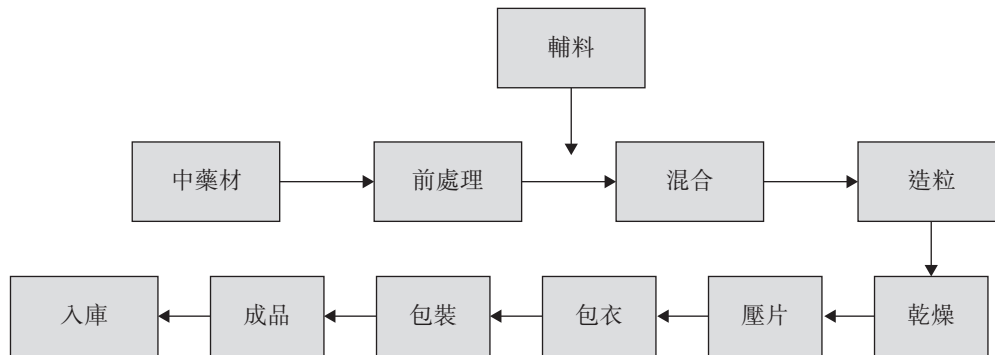 輔料
中藥材
前處理
混合
造粒
乾燥
壓片
包衣
包裝
成品
入庫